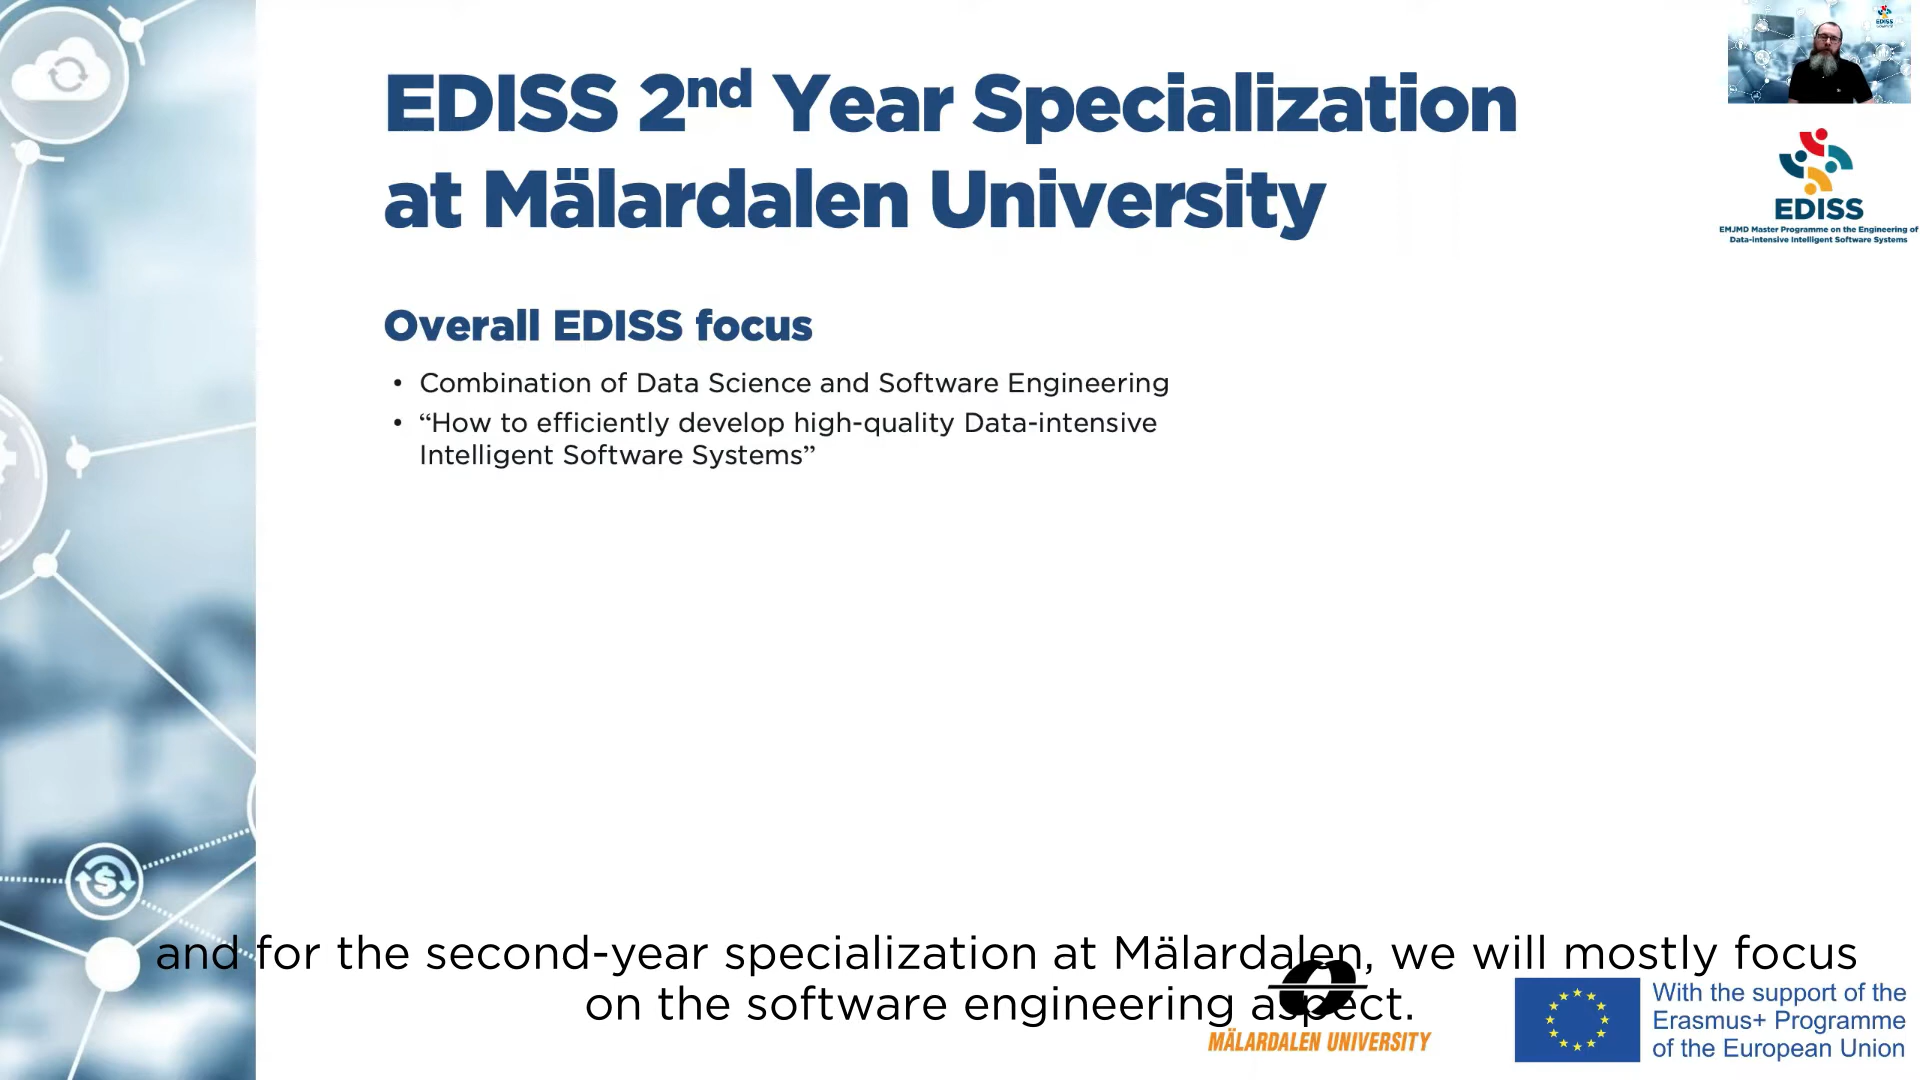 EDISS 2nd Year Specialization
at Mälardalen University
EDISS
EDISS
EMJMD Master Programme on the Engineering of
Data-intensive Intelligent Software Systems
Overall EDISS focus
• Combination of Data Science and Software Engineering
• “How to efficiently develop high-quality Data-intensive
Intelligent Software Systems”
and for the second-year specialization at Mälardalen, we will mostly focus
on the software engineering aspect.
MÄLARDALEN UNIVERSITY
With the support of the
Erasmus+ Programme
of the European Union